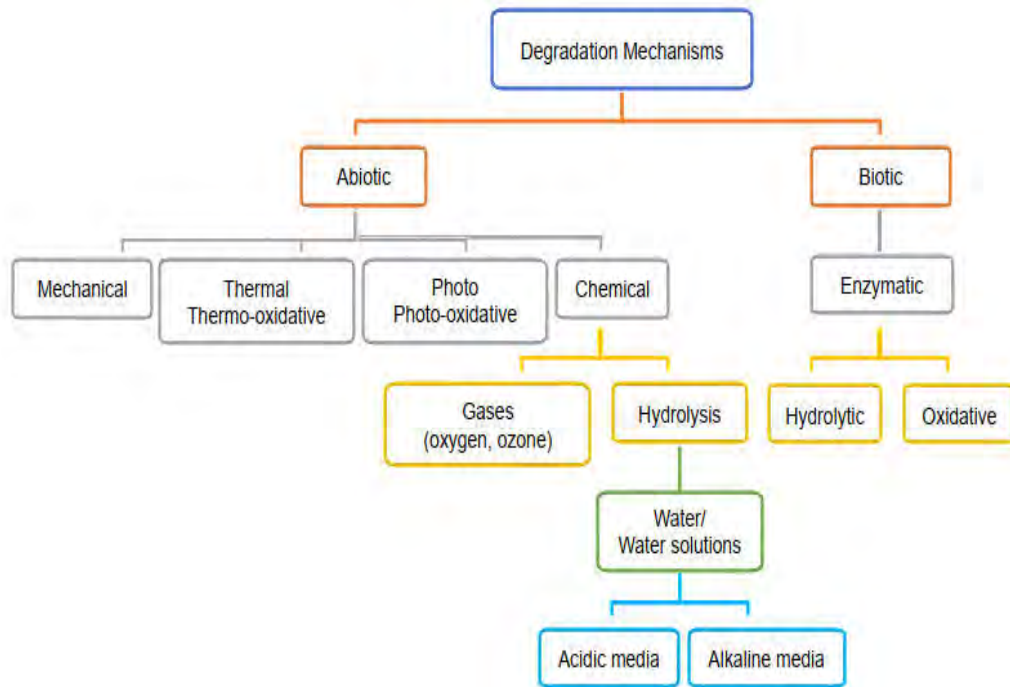 Degradation Mechanisms
Abiotic
Biotic
Mechanical
Thermal
Thermo-oxidative
Photo
Photo-oxidative
Chemical
Enzymatic
Gases
(oxygen, ozone)
Hydrolysis
Hydrolytic
Oxidative
Water/
Water solutions
Acidic media
Alkaline media